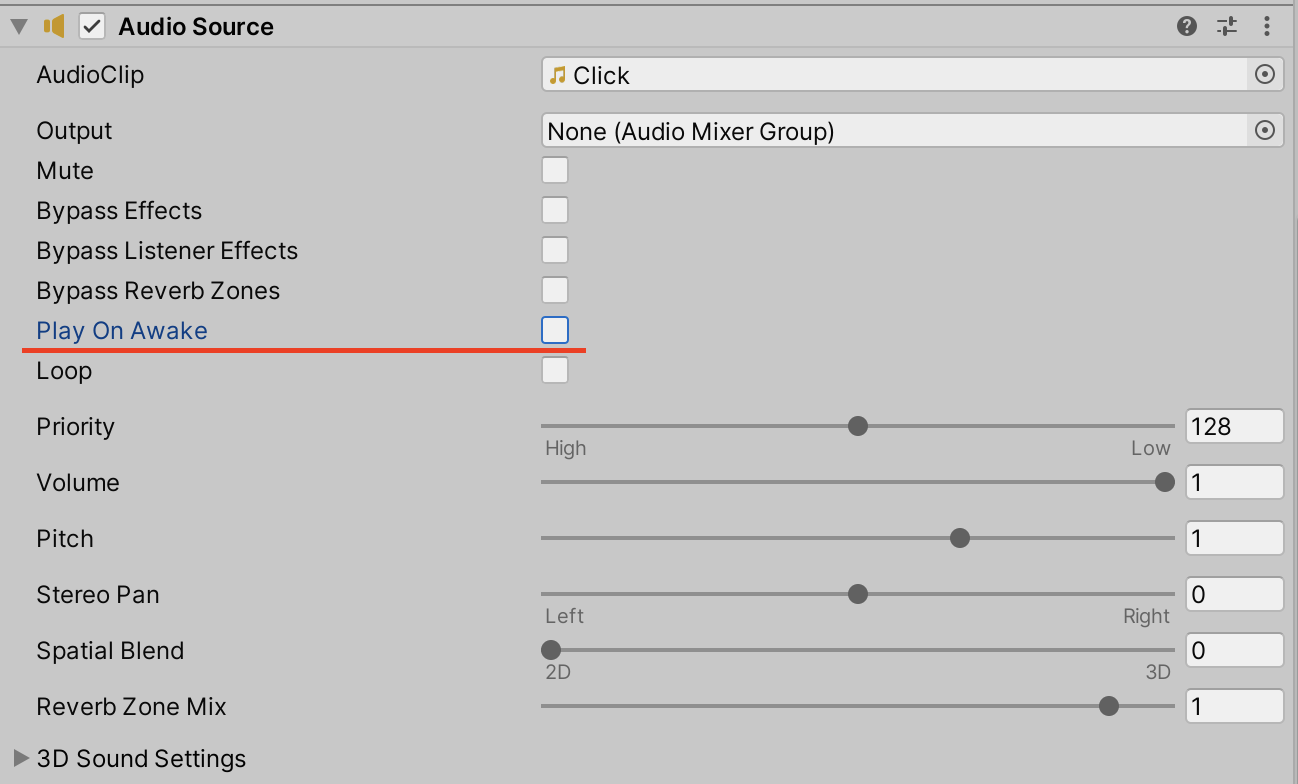 Audio Source
AudioClip Click
Output None (Audio Mixer Group)
Mute
Bypass Effects
Bypass Listener Effects
Bypass Reverb Zones
Play On Awake
Loop
Priority 128
High Low
Volume 1
Pitch 1
Stereo Pan 0
Left Right
Spatial Blend 0
2D 3D
Reverb Zone Mix 1
3D Sound Settings